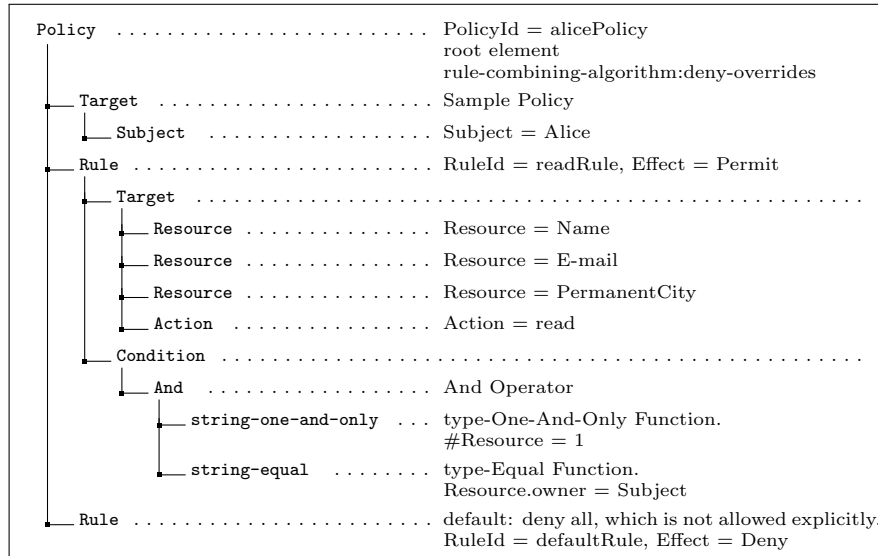 Policy . . . . . . . . . . . . . . . . . . . . . . . . . PolicyId = alicePolicy
root element
rule-combining-algorithm:deny-overrides
Target . . . . . . . . . . . . . . . . . . . . . . Sample Policy
Subject . . . . . . . . . . . . . . . . . . Subject = Alice
Rule . . . . . . . . . . . . . . . . . . . . . . . . RuleId = readRule, Effect = Permit
Target . . . . . . . . . . . . . . . . . . . . . . . . . . . . . . . . . . . . . . . . . . . . . . . . . . . . .
Resource . . . . . . . . . . . . . . . Resource = Name
Resource . . . . . . . . . . . . . . . Resource = E-mail
Resource . . . . . . . . . . . . . . . Resource = PermanentCity
Action . . . . . . . . . . . . . . . . Action = read
Condition . . . . . . . . . . . . . . . . . . . . . . . . . . . . . . . . . . . . . . . . . . . . . . . . . . .
And . . . . . . . . . . . . . . . . . . And Operator
string-one-and-only . . . type-One-And-Only Function.
#Resource = 1
string-equal . . . . . . . . type-Equal Function.
Resource.owner = Subject
Rule . . . . . . . . . . . . . . . . . . . . . . . . default: deny all, which is not allowed explicitly.
RuleId = defaultRule, Effect = Deny